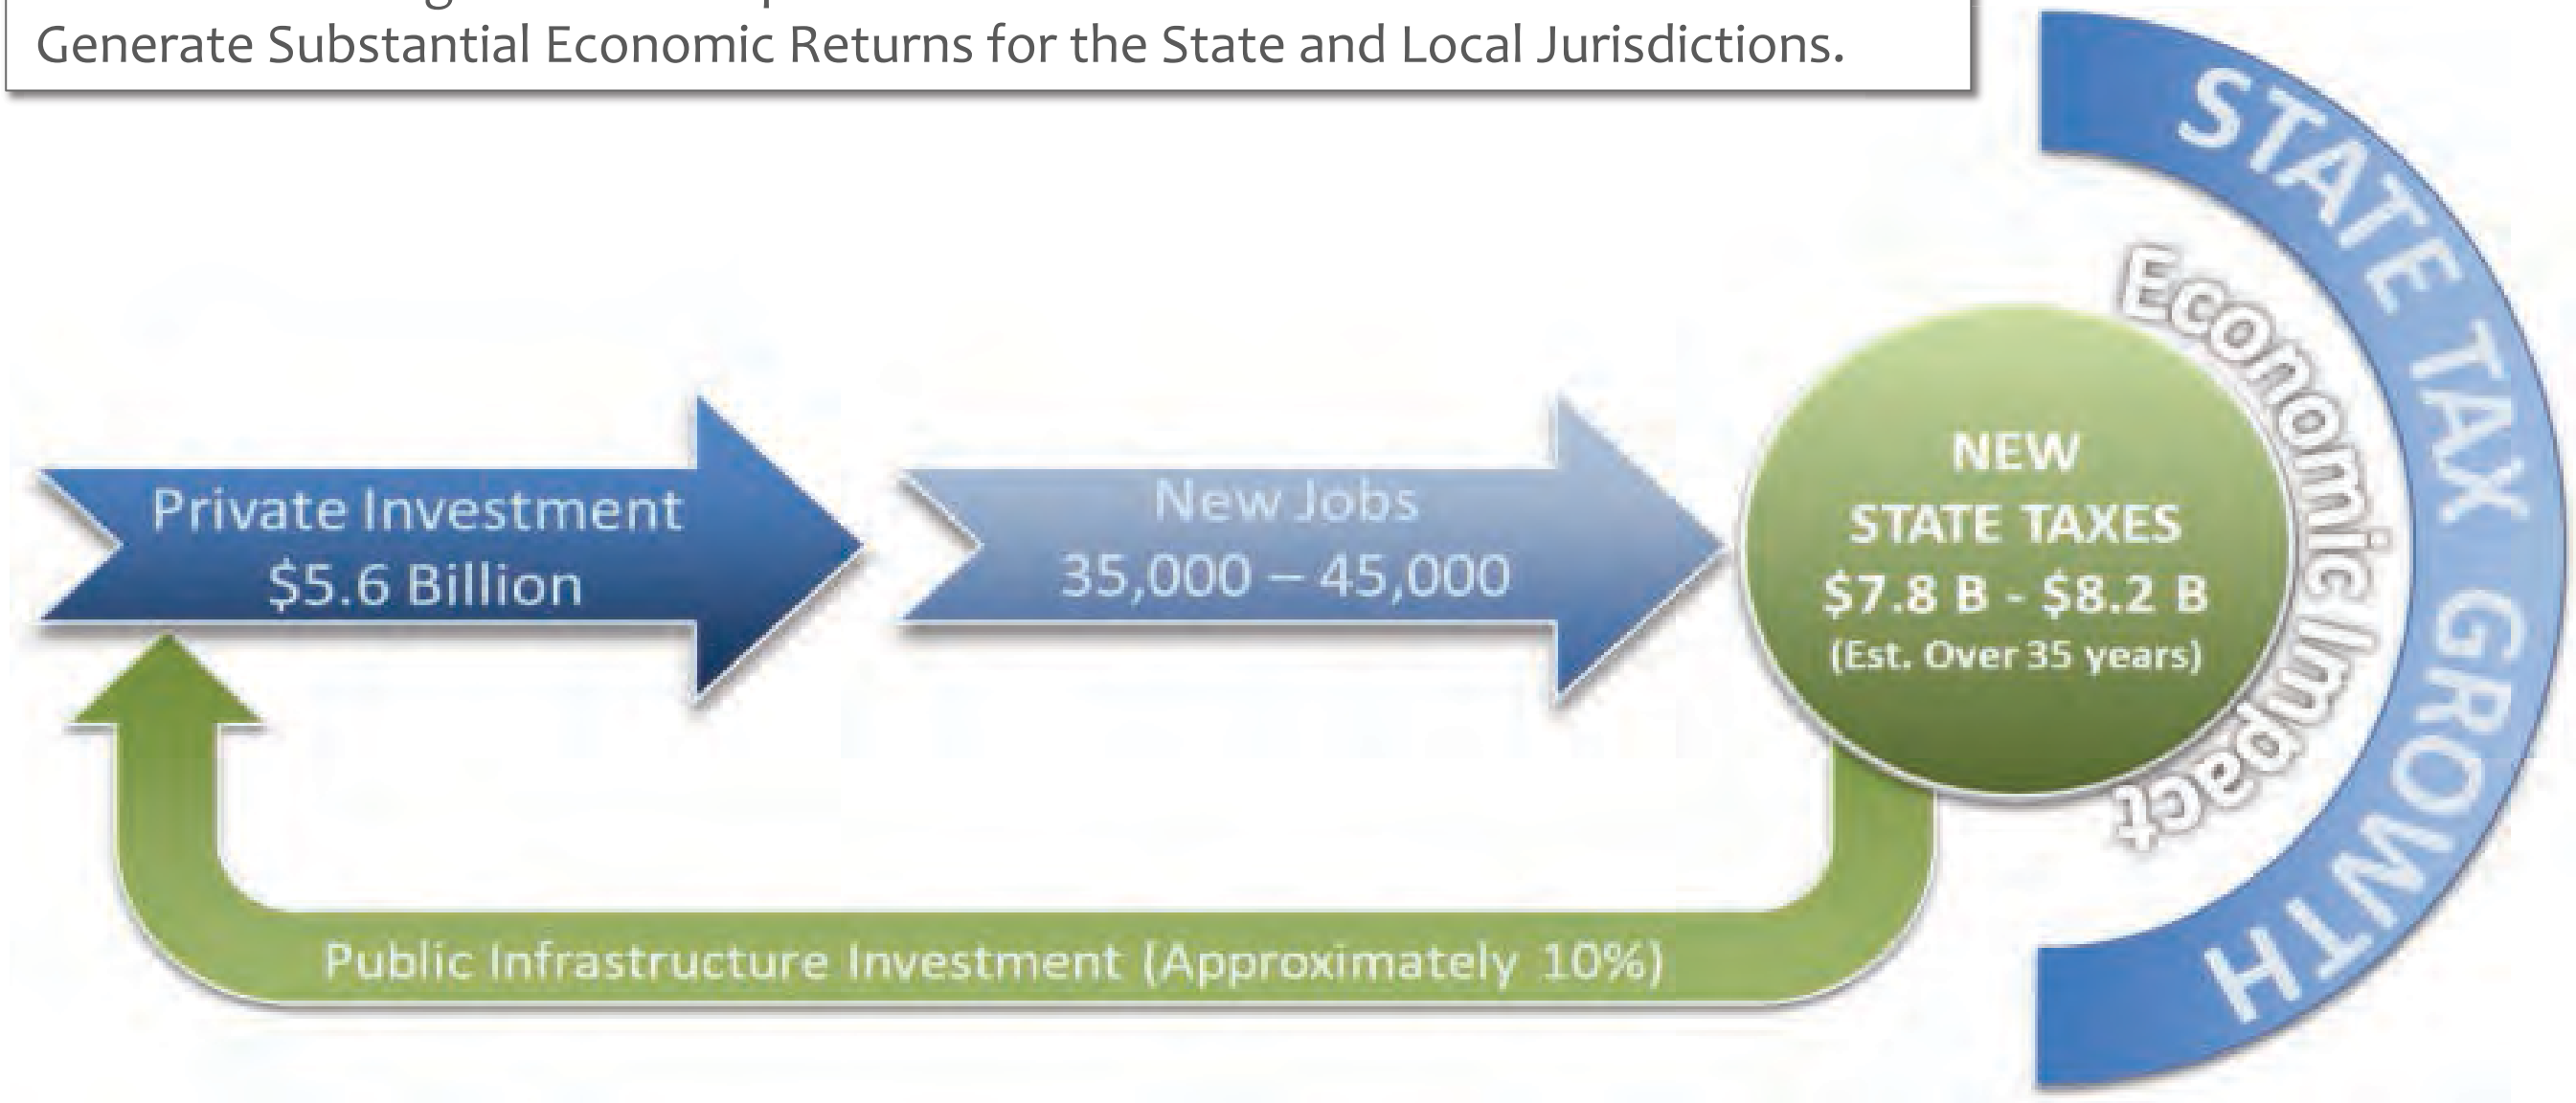 Generate Substantial Economic Returns for the State and Local Jurisdictions.
Private Investment
$5.6 Billion
New Jobs
35,000 – 45,000
NEW
STATE TAXES
$7.8 B - $8.2 B
(Est. Over 35 years)
Economic Impact
STATE TAX GROWTH
Public Infrastructure Investment (Approximately 10%)